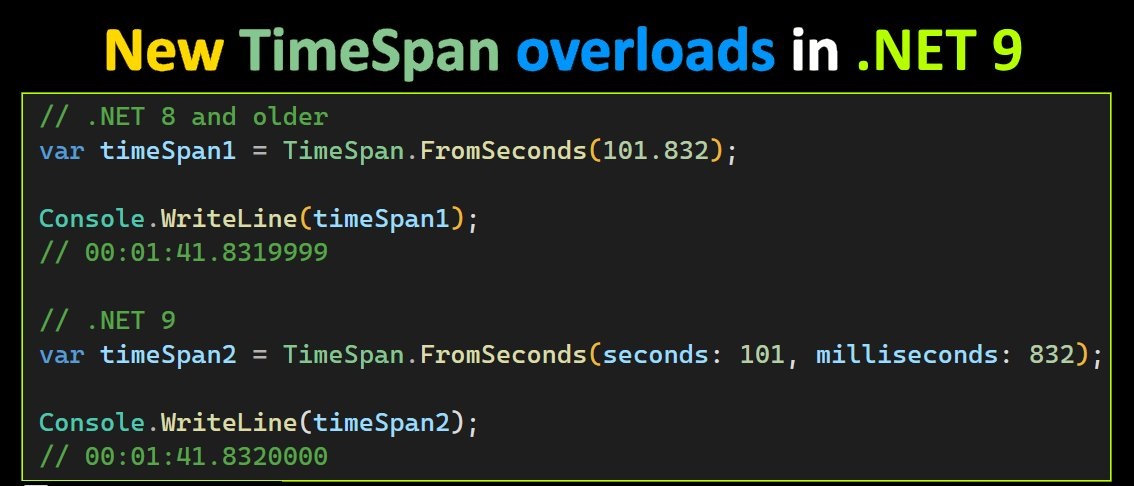 New TimeSpan overloads in .NET 9
// .NET 8 and older
var timeSpan1 = TimeSpan.FromSeconds(101.832);
Console.WriteLine(timeSpan1);
// 00:01:41.8319999
// .NET 9
var timeSpan2 = TimeSpan.FromSeconds(seconds: 101, milliseconds: 832);
Console.WriteLine(timeSpan2);
// 00:01:41.8320000